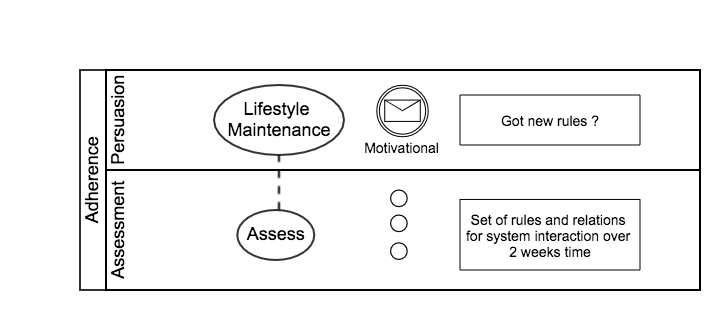 Adherence
Persuasion
Lifestyle
Maintenance
Motivational
Got new rules ?
Assessment
Assess
Set of rules and relations
for system interaction over
2 weeks time